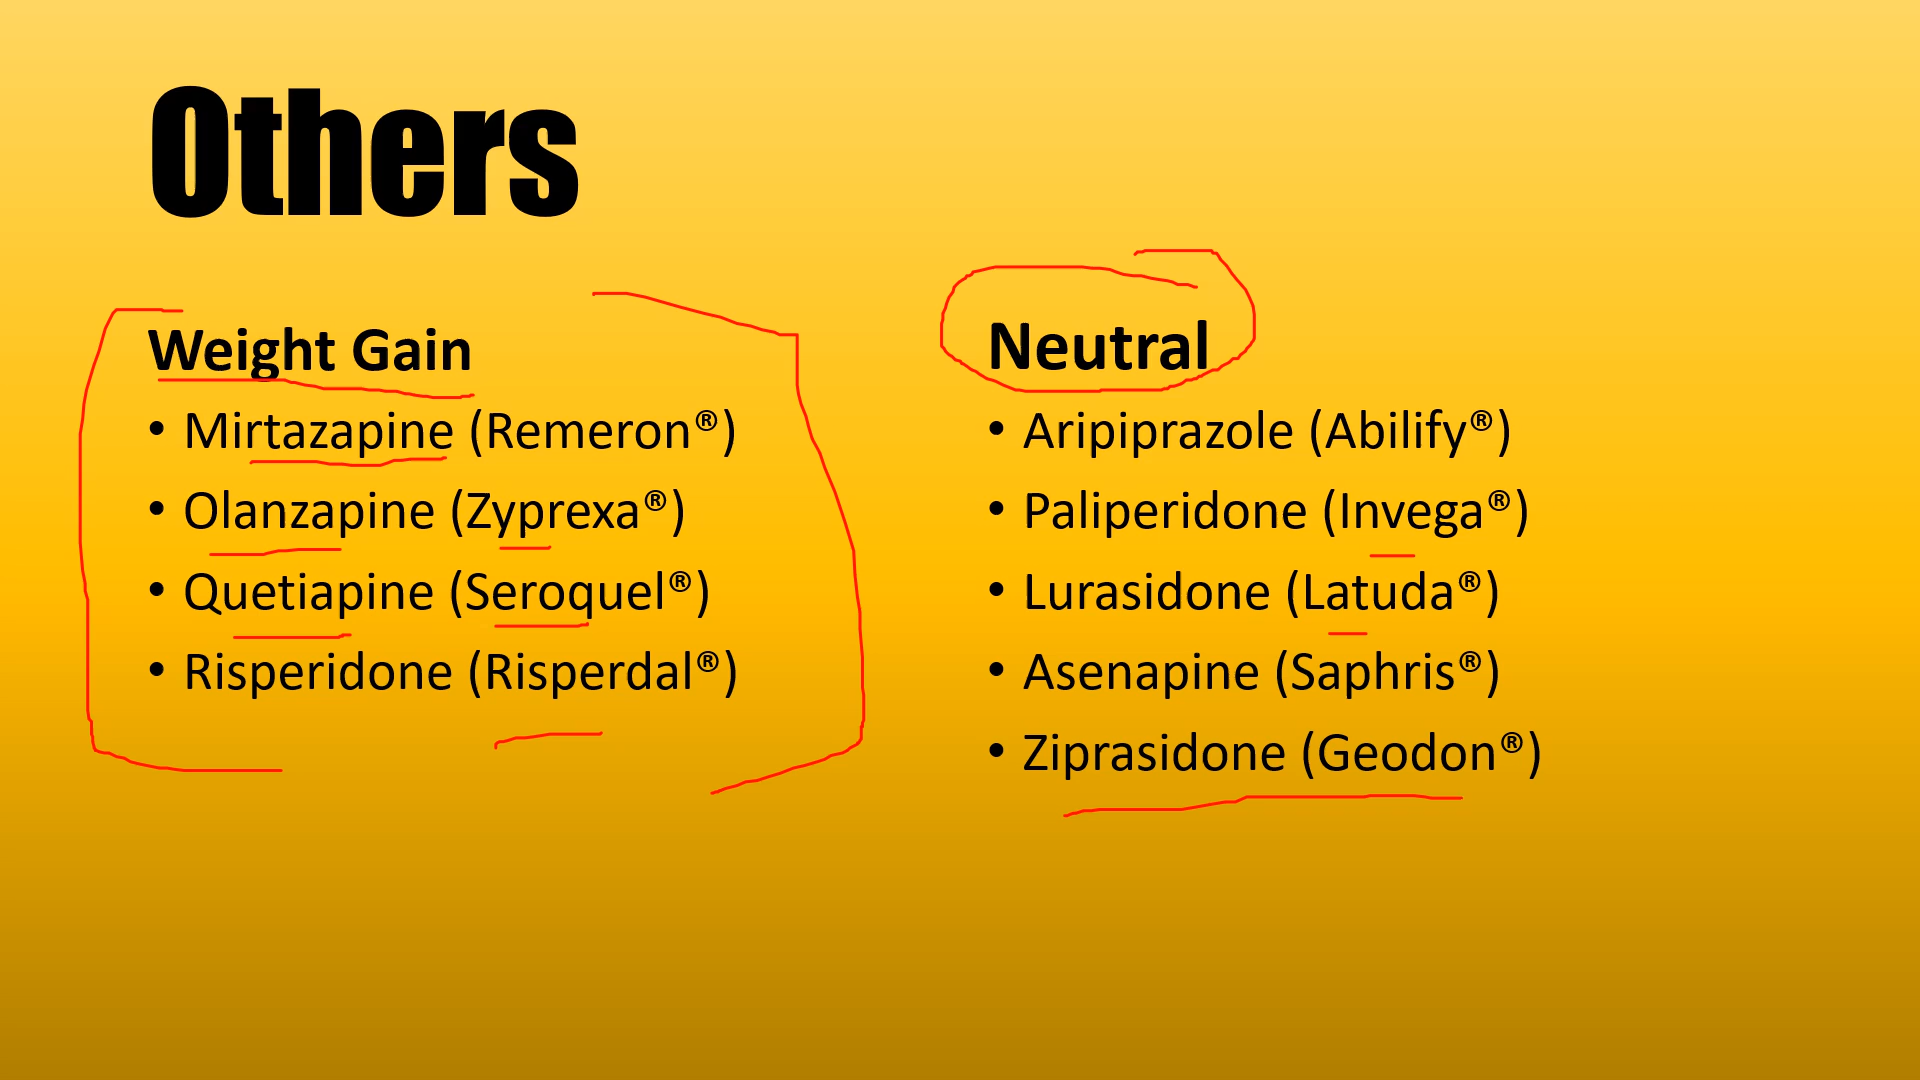 Others
Weight Gain
• Mirtazapine (Remeron®)
• Olanzapine (Zyprexa®)
• Quetiapine (Seroquel®)
• Risperidone (Risperdal®)
Neutral
• Aripiprazole (Abilify®)
• Paliperidone (Invega®)
• Lurasidone (Latuda®)
• Asenapine (Saphris®)
• Ziprasidone (Geodon®)